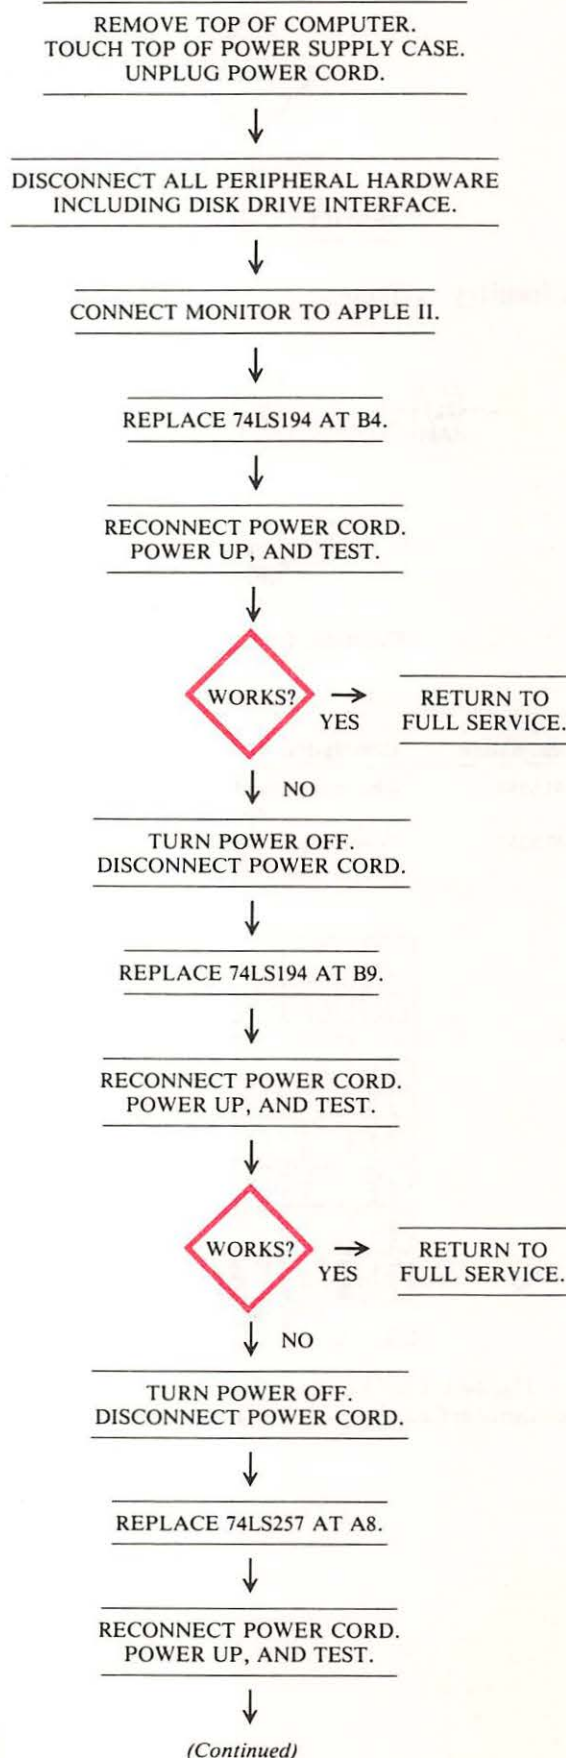 REMOVE TOP OF COMPUTER.
TOUCH TOP OF POWER SUPPLY CASE.
UNPLUG POWER CORD.
DISCONNECT ALL PERIPHERAL HARDWARE
INCLUDING DISK DRIVE INTERFACE.
CONNECT MONITOR TO APPLE II.
REPLACE 74LS194 AT B4.
RECONNECT POWER CORD.
POWER UP, AND TEST.
WORKS?
YES
RETURN TO
FULL SERVICE.
NO
TURN POWER OFF.
DISCONNECT POWER CORD.
REPLACE 74LS194 AT B9.
RECONNECT POWER CORD.
POWER UP, AND TEST.
WORKS?
YES
RETURN TO
FULL SERVICE.
NO
TURN POWER OFF.
DISCONNECT POWER CORD.
REPLACE 74LS257 AT A8.
RECONNECT POWER CORD.
POWER UP, AND TEST.
(Continued)